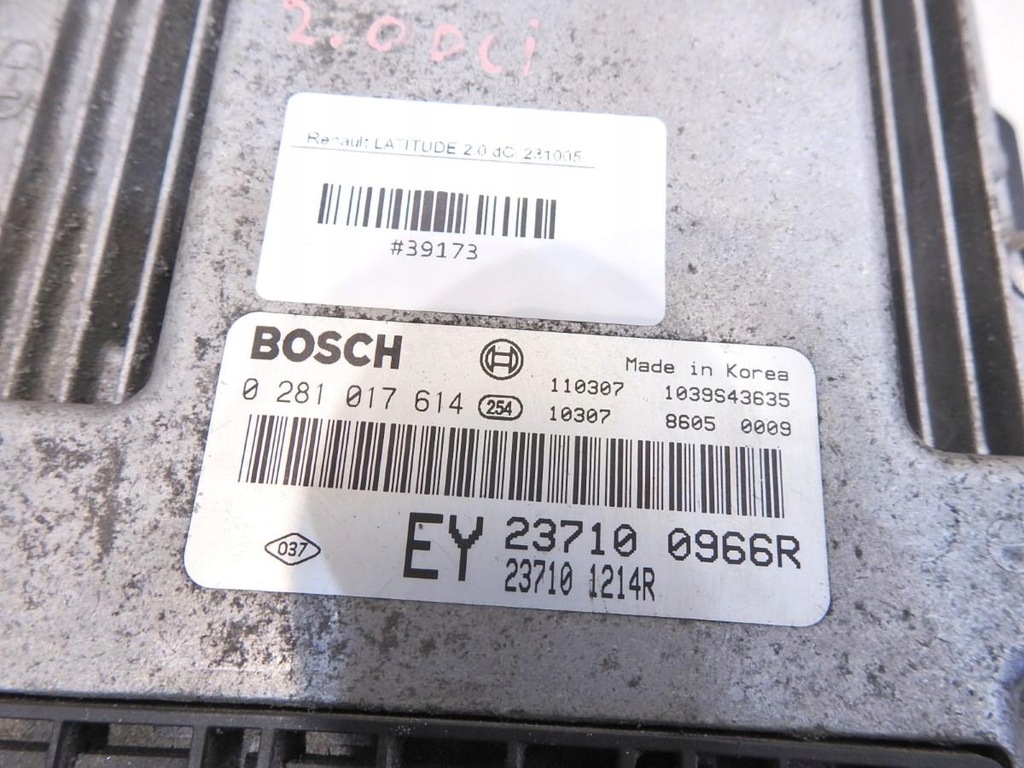 2.0 DCi
Renault LATITUDE 2.0 dCi 231005
#39173
BOSCH
Made in Korea
0 281 017 614 254 110307 1039S43635
10307 8605 0009
037 EY 23710 0966R
23710 1214R